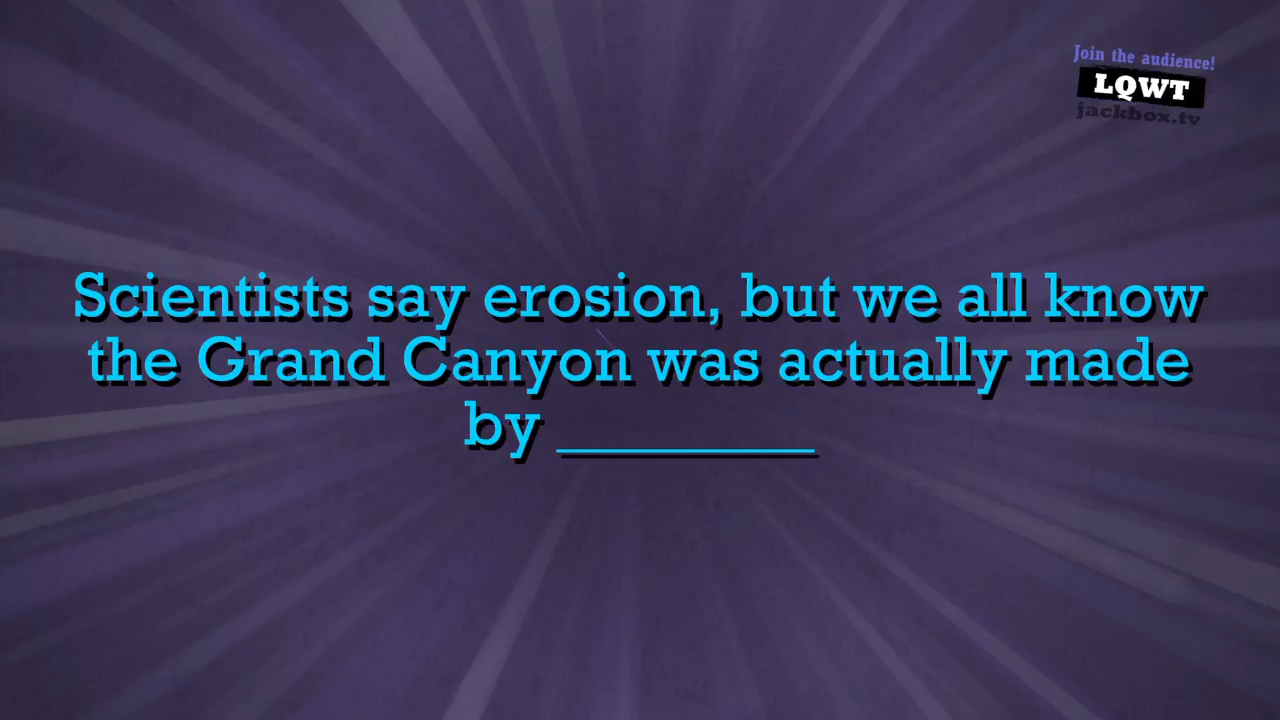 Join the audience!
LQWT
jackbox.tv
Scientists say erosion, but we all know
the Grand Canyon was actually made
by _________